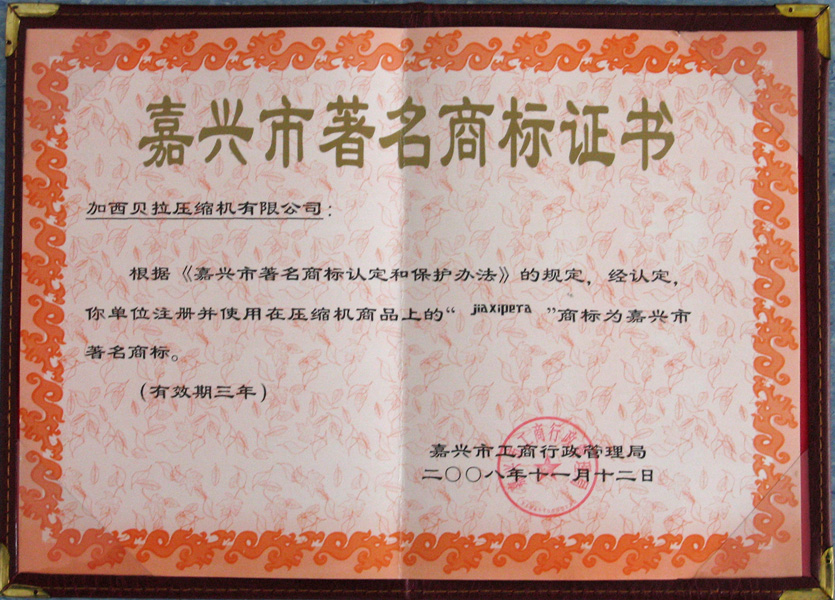 嘉兴市著名商标证书
加西贝拉压缩机有限公司：
根据《嘉兴市著名商标认定和保护办法》的规定，经认定，
你单位注册并使用在压缩机商品上的“ jiaxipera ”商标为嘉兴市
著名商标。
（有效期三年）
嘉兴市工商行政管理局
二〇〇八年十一月十二日